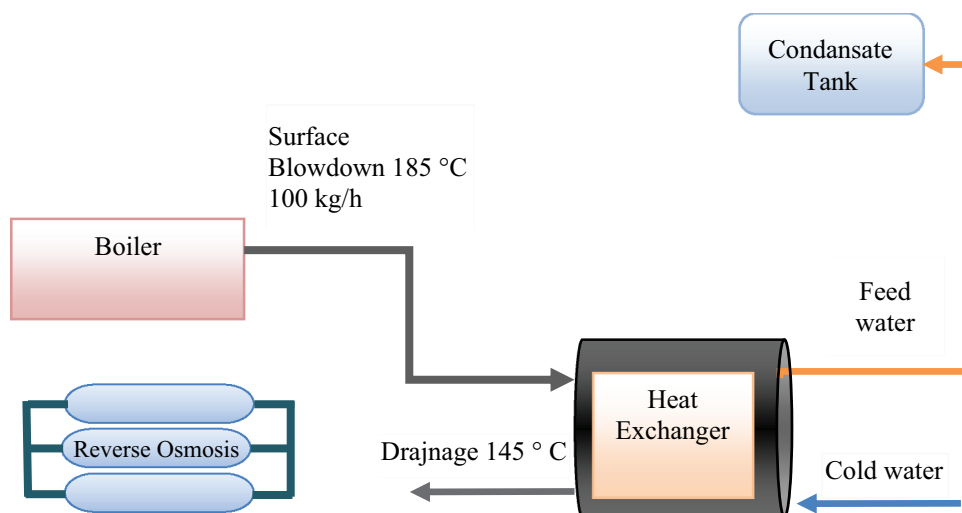 Condansate
Tank
Surface
Blowdown 185 °C
100 kg/h
Boiler
Feed
water
Heat
Exchanger
Reverse Osmosis
Drajnage 145 ° C
Cold water